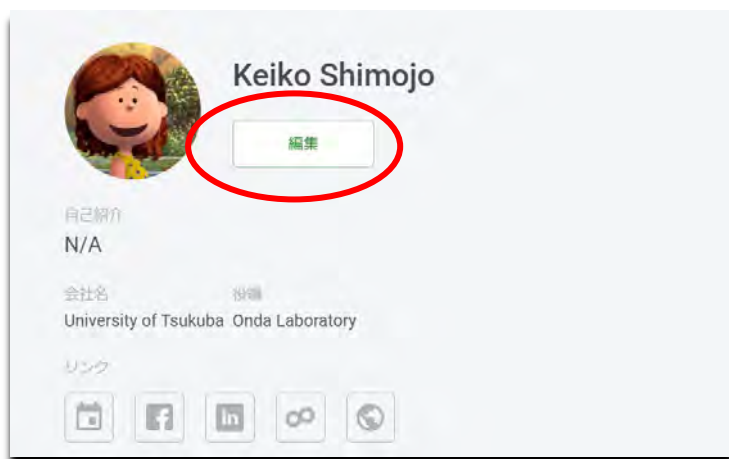 Keiko Shimojo
編集
自己紹介
N/A
会社名 役職
University of Tsukuba Onda Laboratory
リンク